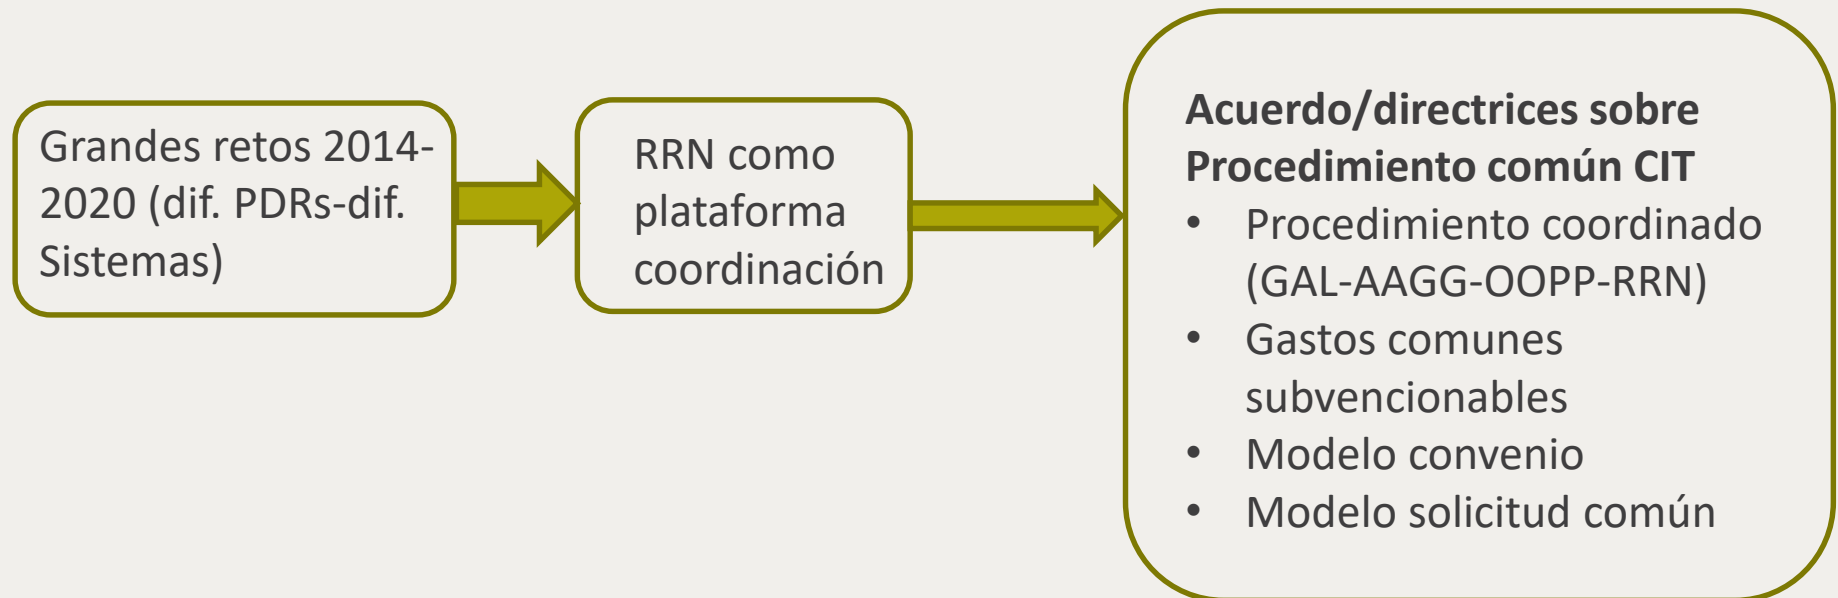 Grandes retos 2014-
2020 (dif. PDRs-dif.
Sistemas)
RRN como
plataforma
coordinación
Acuerdo/directrices sobre
Procedimiento común CIT
• Procedimiento coordinado
(GAL-AAGG-OOPP-RRN)
• Gastos comunes
subvencionables
• Modelo convenio
• Modelo solicitud común